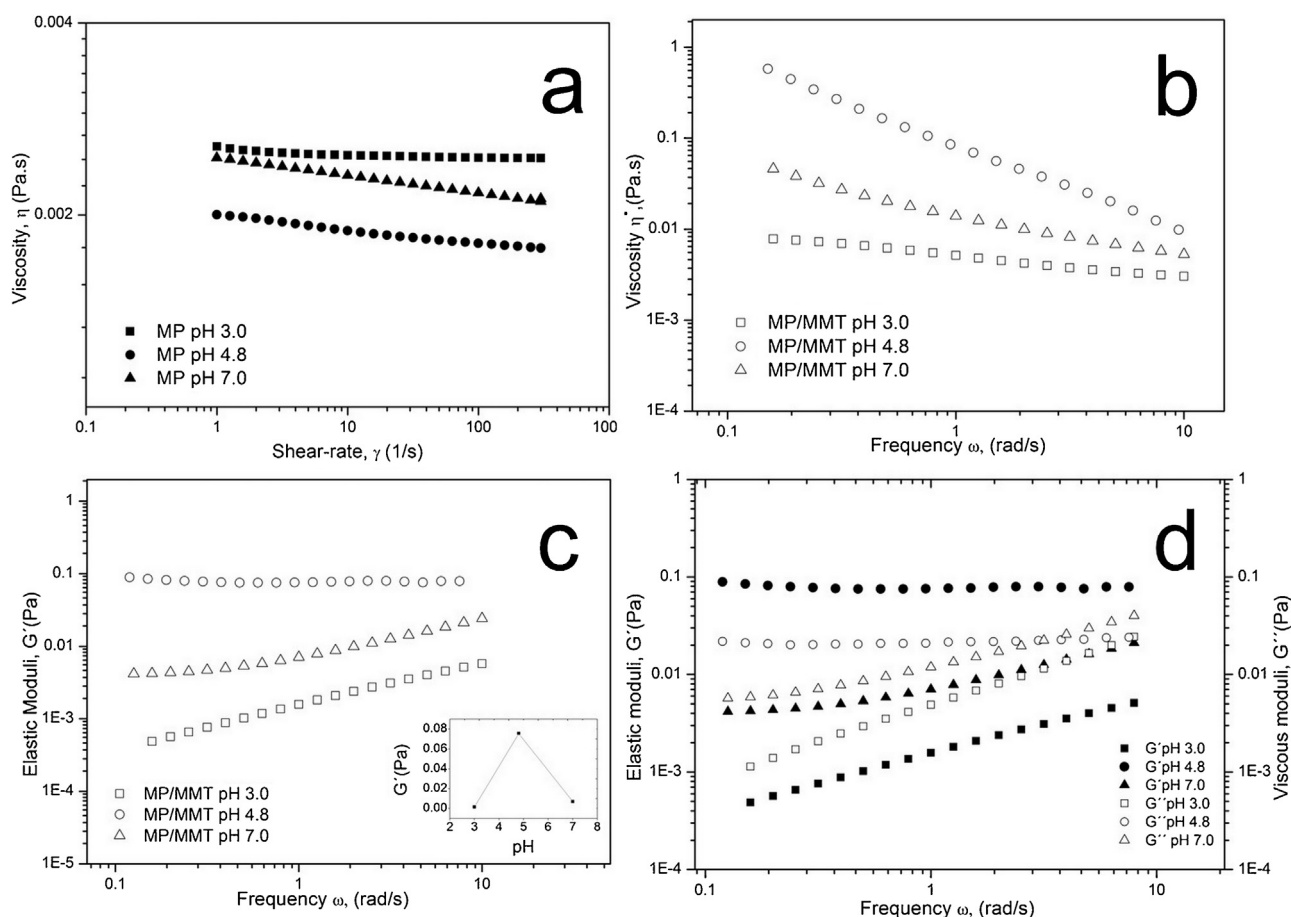 0.004
0.002
Viscosity, η (Pa.s)
a
MP pH 3.0
MP pH 4.8
MP pH 7.0
0.1 1 10 100 100
Shear-rate, γ (1/s)
1
0.1
0.01
1E-3
1E-4
Viscosity η*,(Pa.s)
b
MP/MMT pH 3.0
MP/MMT pH 4.8
MP/MMT pH 7.0
0.1 1 10
Frequency ω, (rad/s)
1
0.1
0.01
1E-3
1E-4
1E-5
Elastic Moduli, G´(Pa)
c
MP/MMT pH 3.0
MP/MMT pH 4.8
MP/MMT pH 7.0
0.08
0.06
0.04
0.02
0.00
G´(Pa)
2 3 4 5 6 7 8
pH
0.1 1 10
Frequency ω, (rad/s)
1
0.1
0.01
1E-3
1E-4
Elastic moduli, G´(Pa)
d
G´pH 3.0
G´pH 4.8
G´pH 7.0
G´´pH 3.0
G´´pH 4.8
G´´ pH 7.0
0.1 1 10
Frequency ω, (rad/s)
1
0.1
0.01
1E-3
1E-4
Viscous moduli, G´´(Pa)